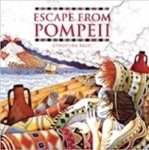 ESCAPE FROM
POMPEII
CHRISTINA BALIT